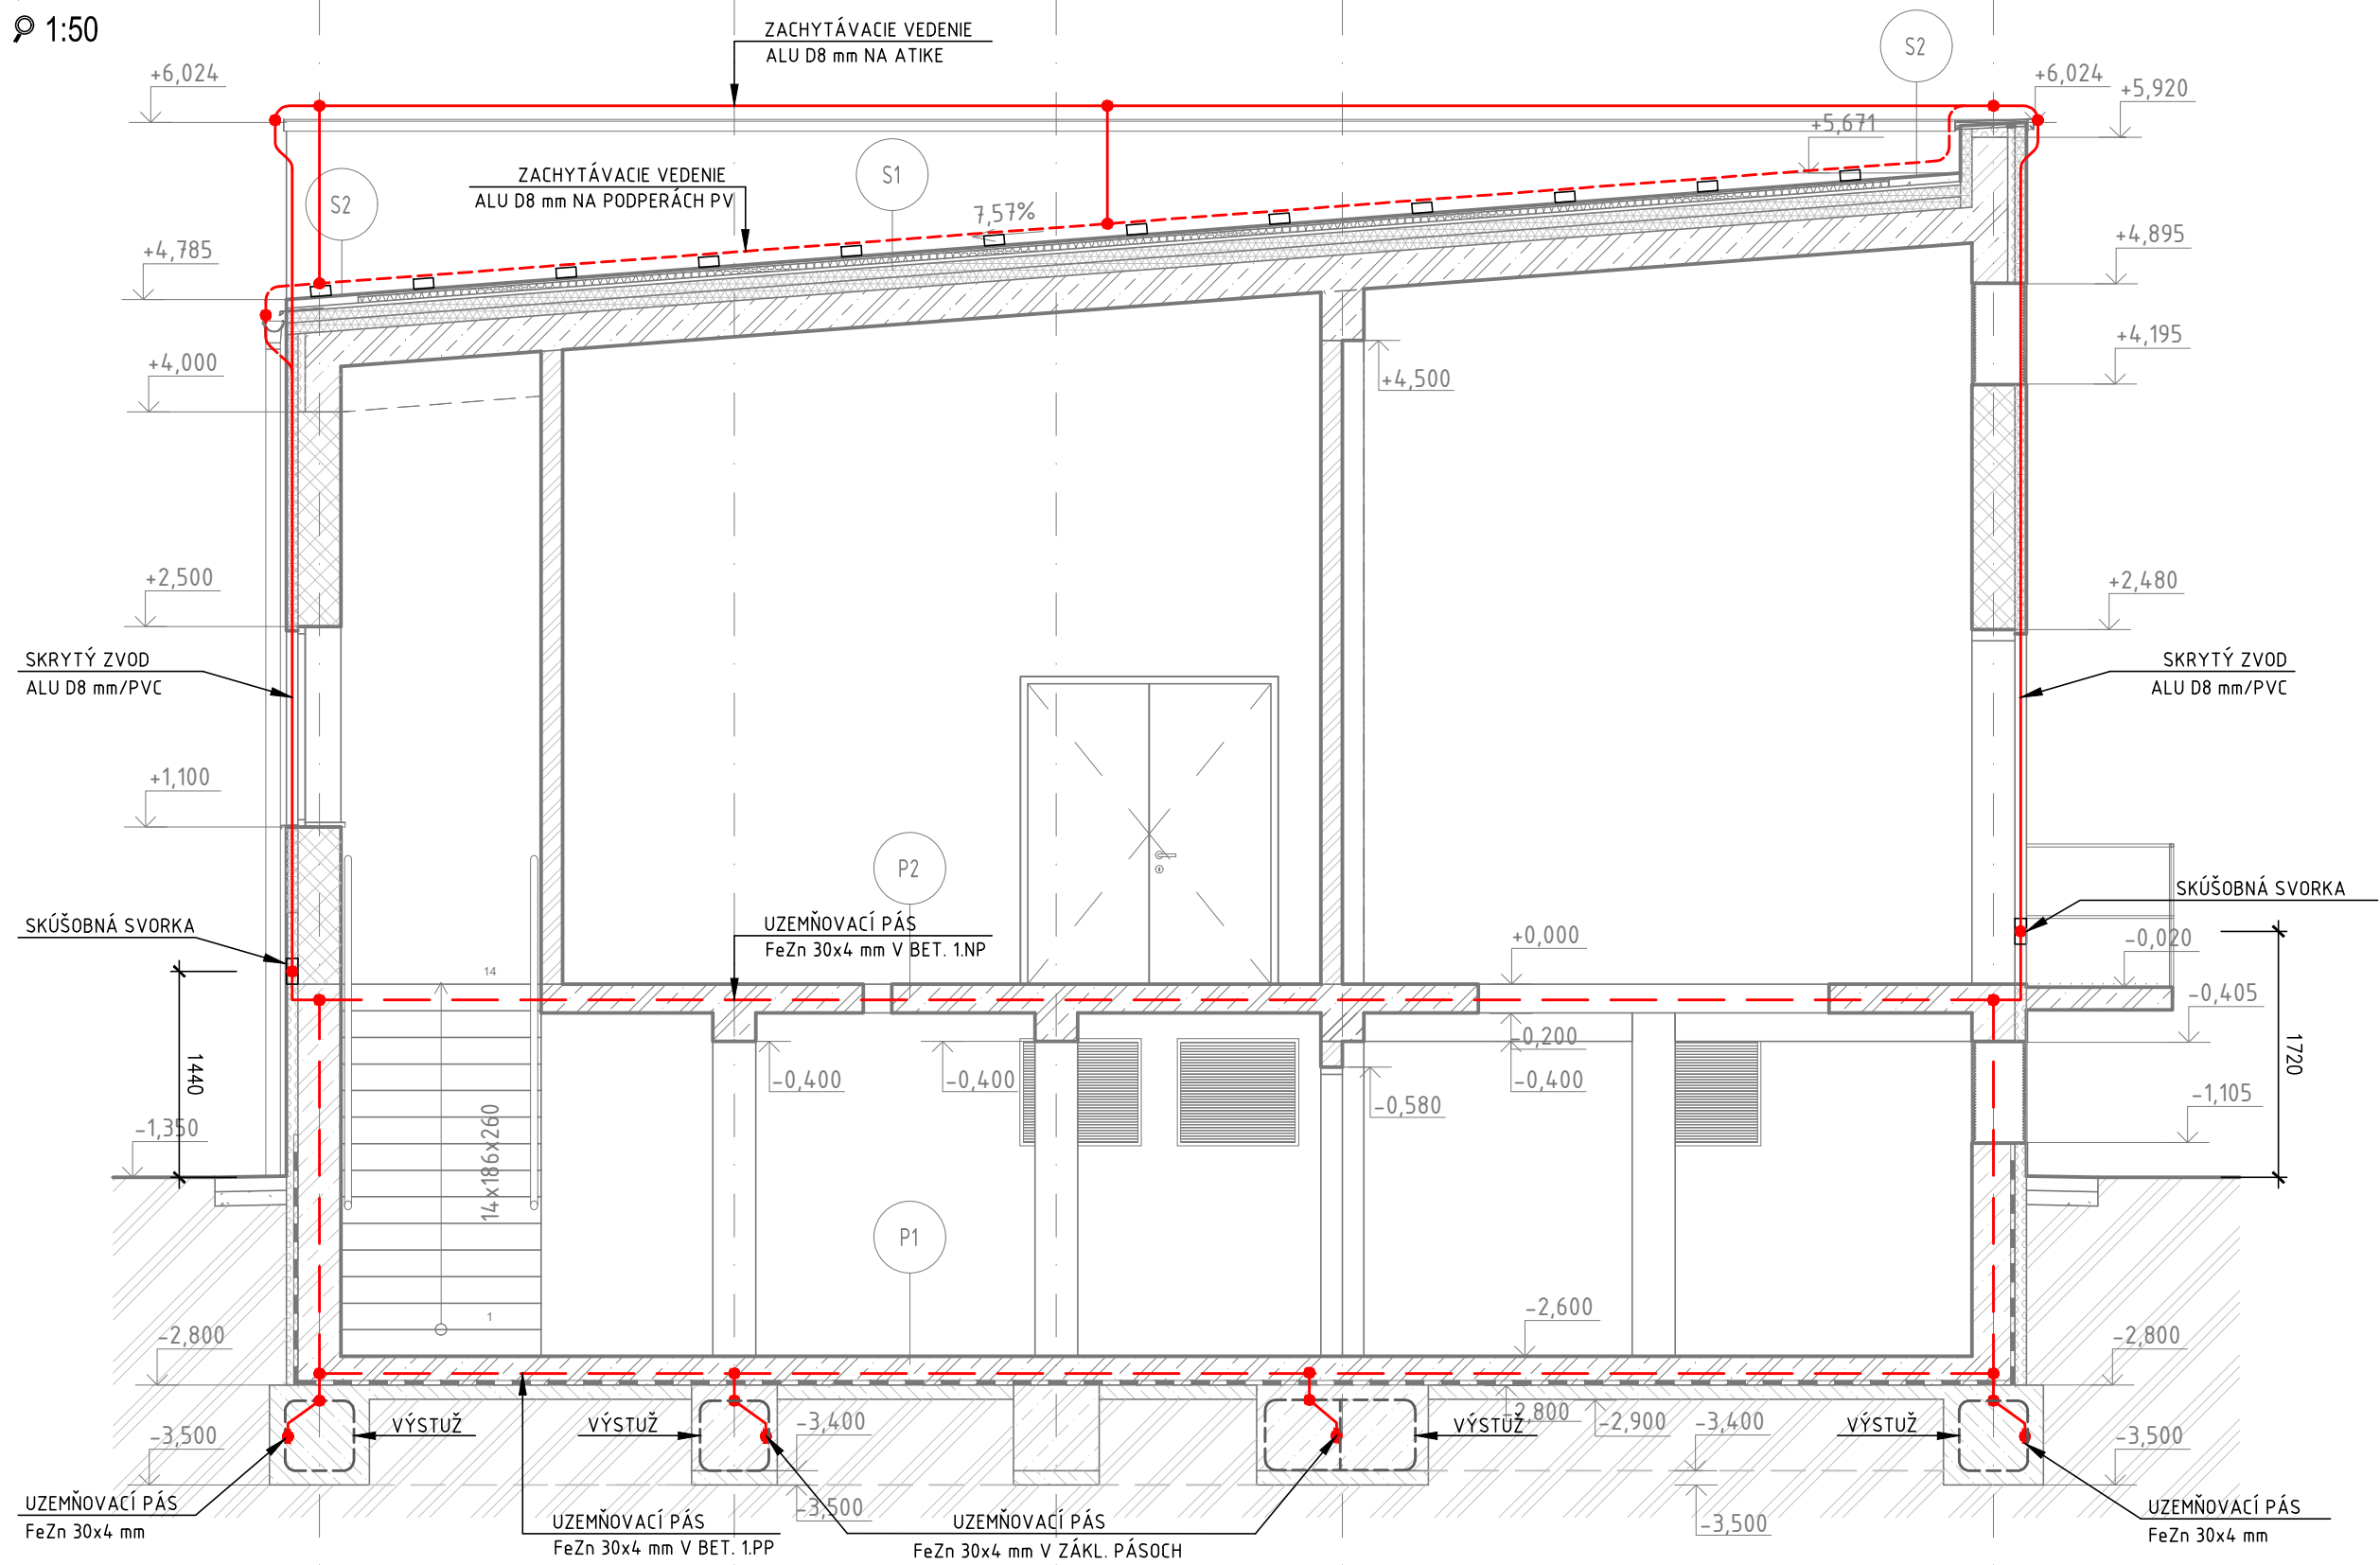 1:50
ZACHYTÁVACIE VEDENIE
ALU D8 mm NA ATIKE
S2
+6,024
+6,024
+5,920
+5,671
ZACHYTÁVACIE VEDENIE
ALU D8 mm NA PODPERÁCH PV
S1
S2
7,57%
+4,785
+4,895
+4,195
+4,000
+4,500
+2,500
+2,480
SKRYTÝ ZVOD
ALU D8 mm/PVC
SKRYTÝ ZVOD
ALU D8 mm/PVC
+1,100
P2
SKÚŠOBNÁ SVORKA
SKÚŠOBNÁ SVORKA
UZEMŇOVACÍ PÁS
FeZn 30x4 mm V BET. 1.NP
+0,000
-0,020
14
-0,405
-0,200
1440
1720
-0,400
-0,400
-0,400
-0,580
-1,105
-1,350
14x186x260
P1
1
-2,600
-2,800
-2,800
VÝSTUŽ
VÝSTUŽ
VÝSTUŽ
VÝSTUŽ
-2,800
-2,900
-3,400
-3,400
-3,500
-3,500
-3,500
-3,500
UZEMŇOVACÍ PÁS
FeZn 30x4 mm
UZEMŇOVACÍ PÁS
FeZn 30x4 mm V BET. 1.PP
UZEMŇOVACÍ PÁS
FeZn 30x4 mm V ZÁKL. PÁSOCH
UZEMŇOVACÍ PÁS
FeZn 30x4 mm